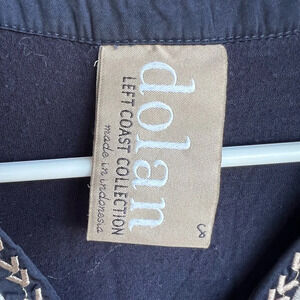 dolan
LEFT COAST COLLECTION
made in indonesia
S